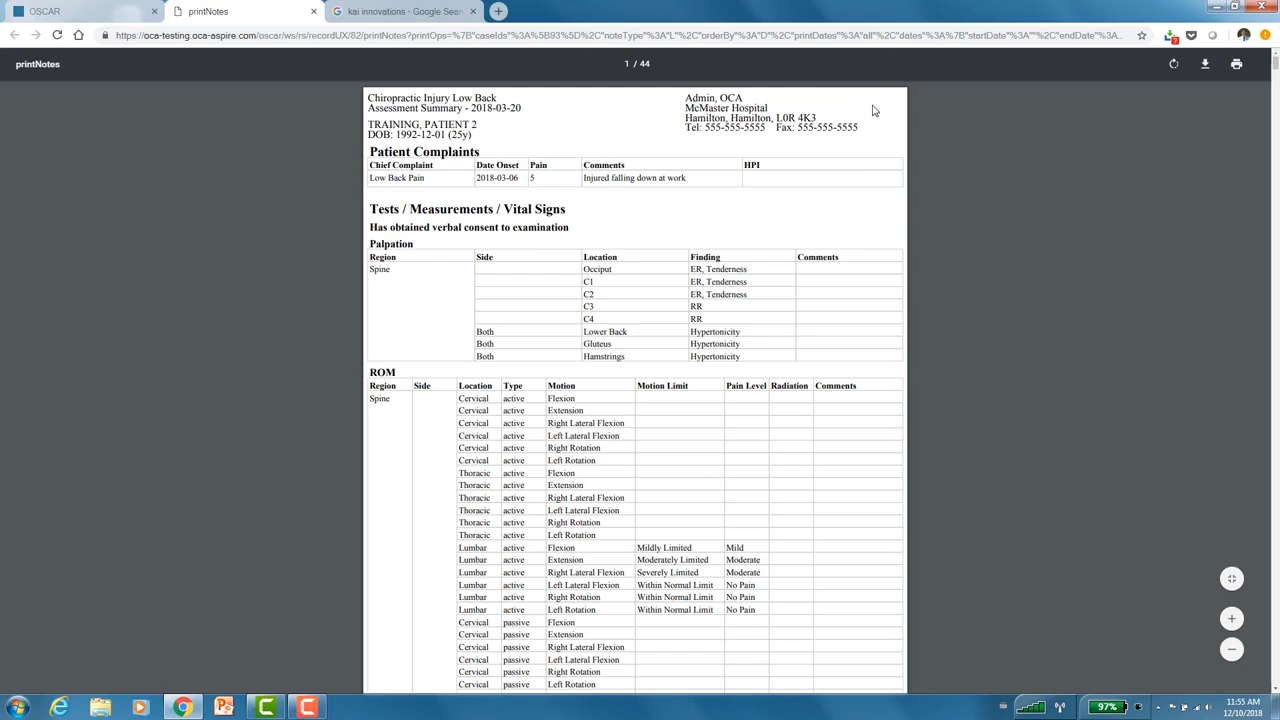 OSCAR
printNotes
kai innovations - Google Sear
https://oca-testing.oca-aspire.com/oscar/ws/rs/recordUX/82/printNotes?printOps=%7B"caseIds"%3A%5B936%5D%2C"noteType"%3A"L"%2C"orderBy"%3A"D"%2C"printDates"%3A"all"%2C"dates"%3A%7B"startDate"%3A""%2C"endDate"%3A...
printNotes
1 / 44
Chiropractic Injury Low Back
Assessment Summary - 2018-03-20
TRAINING, PATIENT 2
DOB: 1992-12-01 (25y)
Admin, OCA
McMaster Hospital
Hamilton, Hamilton, L0R 4K3
Tel: 555-555-5555 Fax: 555-555-5555
Patient Complaints
Chief Complaint Date Onset Pain Comments HPI
Low Back Pain 2018-03-06 5 Injured falling down at work
Tests / Measurements / Vital Signs
Has obtained verbal consent to examination
Palpation
Region Side Location Finding Comments
Spine Occiput ER, Tenderness
C1 ER, Tenderness
C2 ER, Tenderness
C3 RR
C4 RR
Both Lower Back Hypertonicity
Both Gluteus Hypertonicity
Both Hamstrings Hypertonicity
ROM
Region Side Location Type Motion Motion Limit Pain Level Radiation Comments
Spine Cervical active Flexion
Cervical active Extension
Cervical active Right Lateral Flexion
Cervical active Left Lateral Flexion
Cervical active Right Rotation
Cervical active Left Rotation
Thoracic active Flexion
Thoracic active Extension
Thoracic active Right Lateral Flexion
Thoracic active Left Lateral Flexion
Thoracic active Right Rotation
Thoracic active Left Rotation
Lumbar active Flexion Mildly Limited Mild
Lumbar active Extension Moderately Limited Moderate
Lumbar active Right Lateral Flexion Severely Limited Moderate
Lumbar active Left Lateral Flexion Within Normal Limit No Pain
Lumbar active Right Rotation Within Normal Limit No Pain
Lumbar active Left Rotation Within Normal Limit No Pain
Cervical passive Flexion
Cervical passive Extension
Cervical passive Right Lateral Flexion
Cervical passive Left Lateral Flexion
Cervical passive Right Rotation
Cervical passive Left Rotation
97%
11:55 AM
12/10/2018